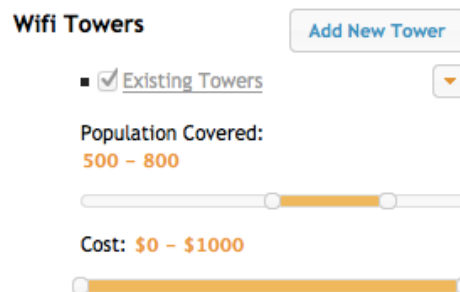 Wifi Towers
Add New Tower
Existing Towers
Population Covered:
500 – 800
Cost: $0 – $1000